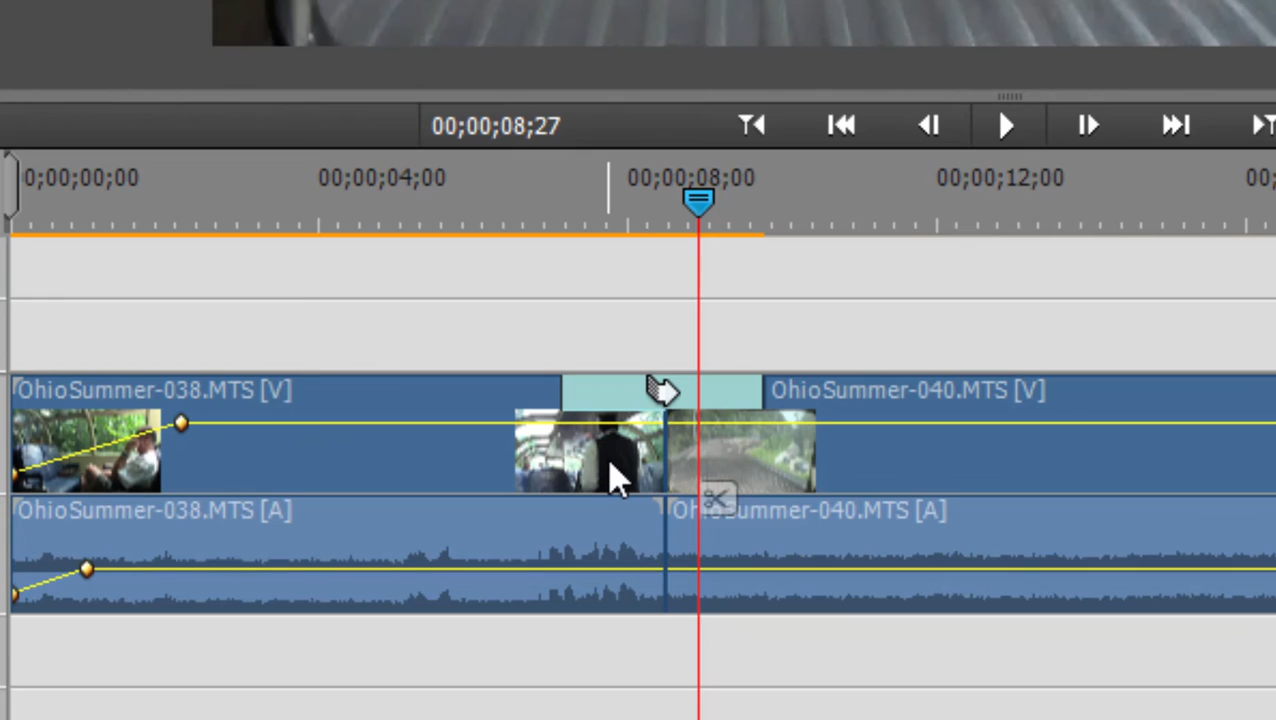 00;00;08;27
0;00;00;00 00;00;04;00 00;00;08;00 00;00;12;00 00;
OhioSummer-038.MTS [V] OhioSummer-040.MTS [V]
OhioSummer-038.MTS [A] OhioSummer-040.MTS [A]